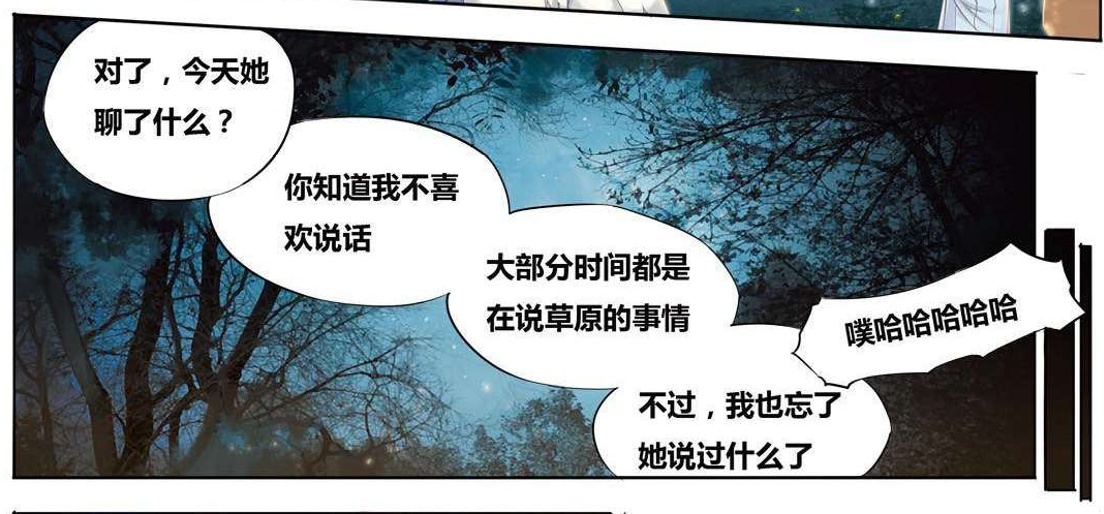 对了，今天她
聊了什么？
你知道我不喜
欢说话
大部分时间都是
在说草原的事情
噗哈哈哈哈哈
不过，我也忘了
她说过什么了